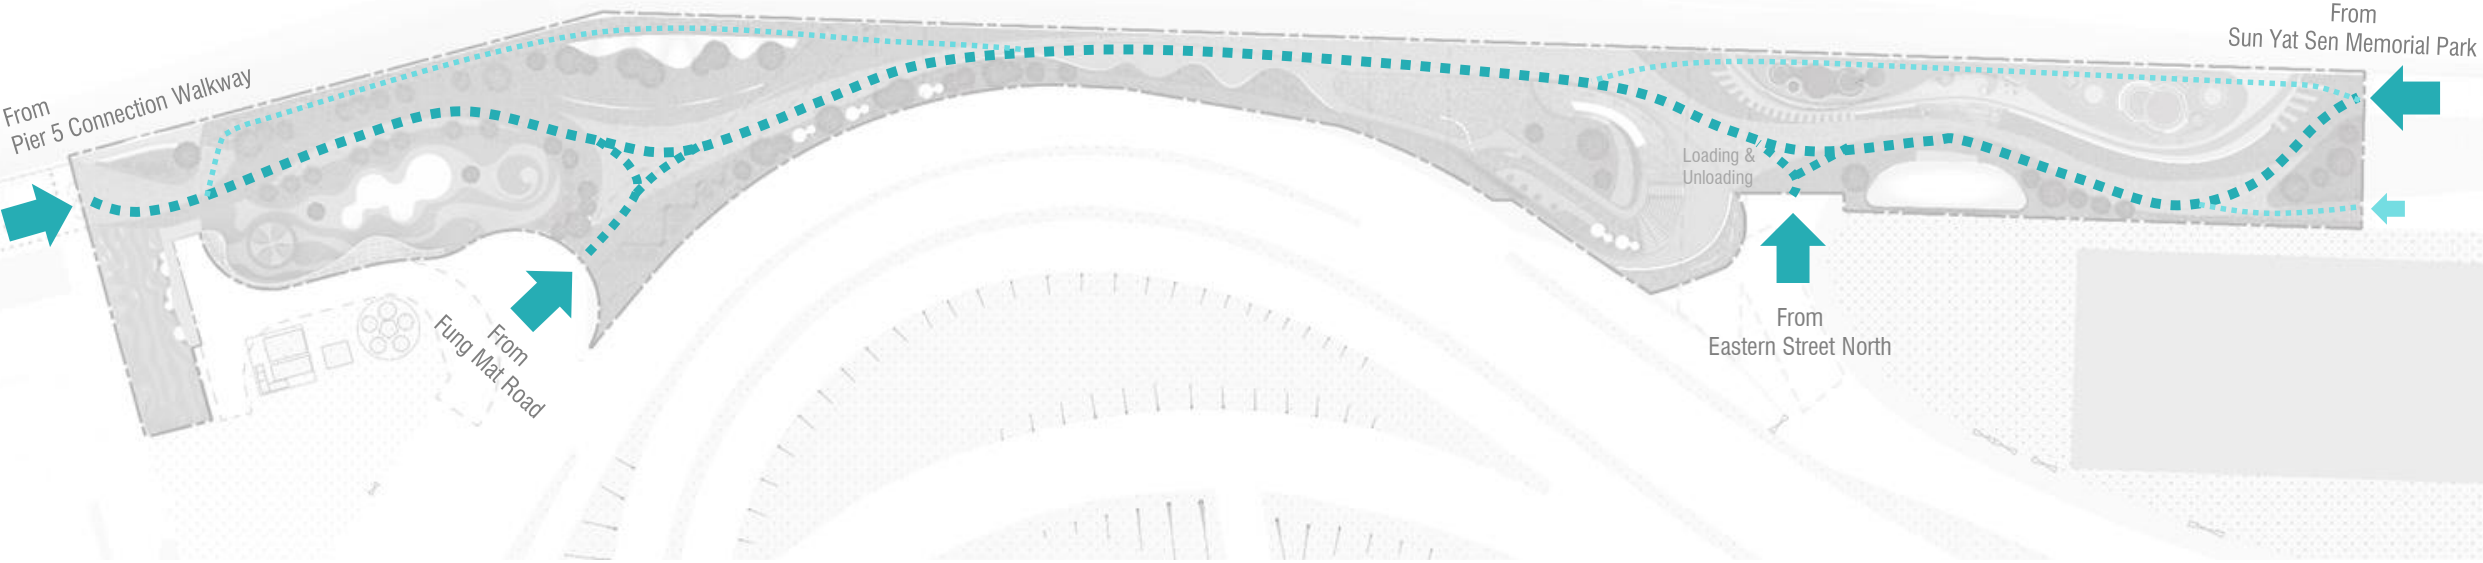 From
Pier 5 Connection Walkway
From
Fung Mat Road
Loading &
Unloading
From
Eastern Street North
From
Sun Yat Sen Memorial Park